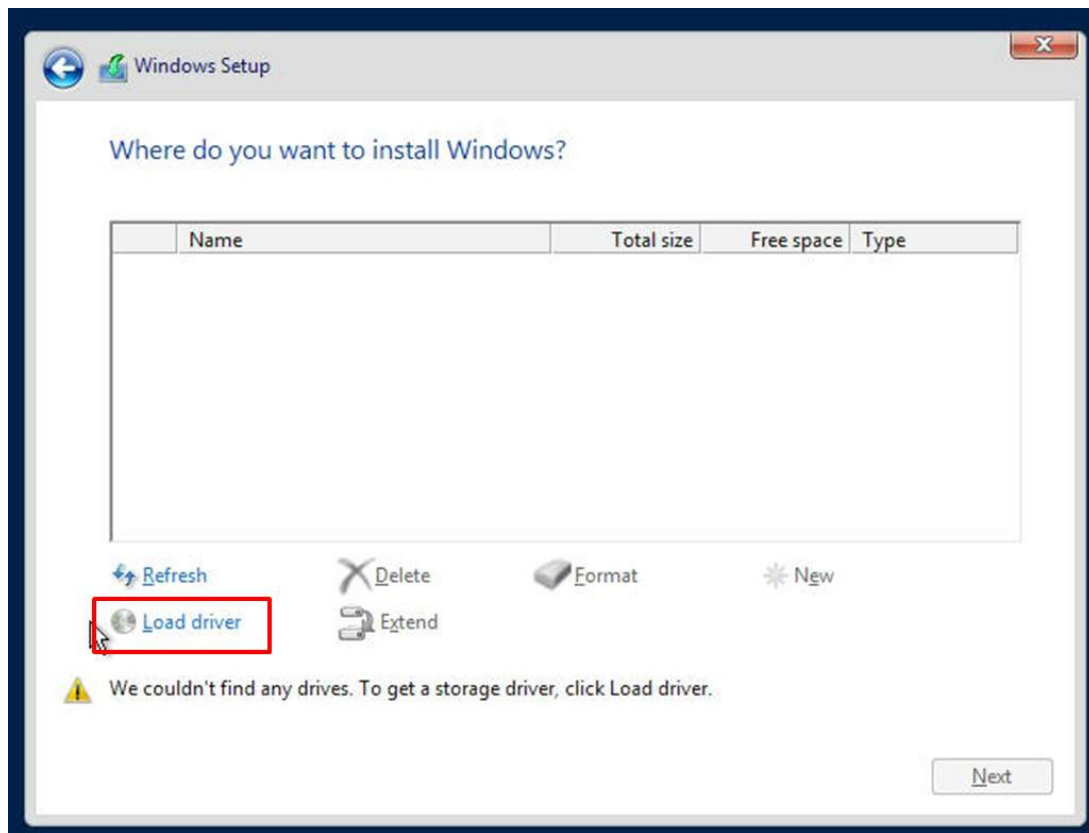 Windows Setup
Where do you want to install Windows?
Name Total size Free space Type
Refresh Delete Format New
Load driver Extend
We couldn't find any drives. To get a storage driver, click Load driver.
Next